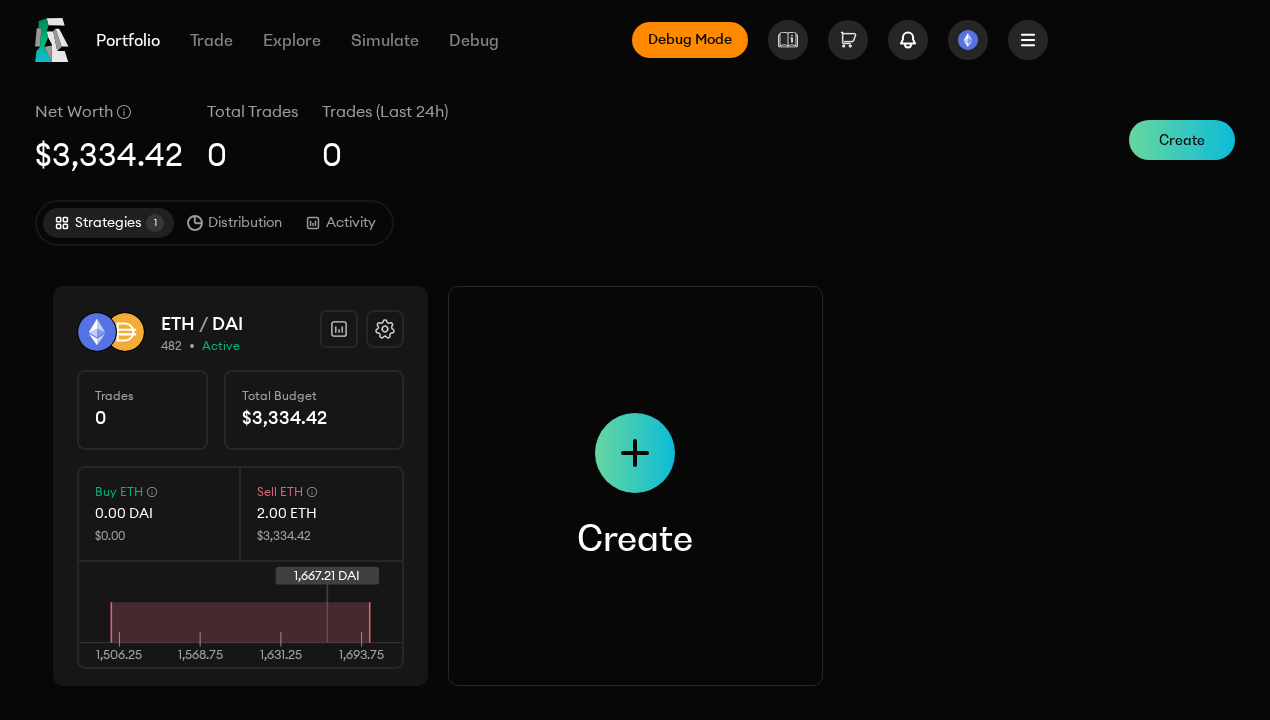 Portfolio Trade Explore Simulate Debug Debug Mode
Net Worth Total Trades Trades (Last 24h)
$3,334.42 0 0
Create
Strategies 1 Distribution Activity
ETH / DAI
482 • Active
Trades Total Budget
0 $3,334.42
Buy ETH Sell ETH
0.00 DAI 2.00 ETH
$0.00 $3,334.42
1,667.21 DAI
1,506.25 1,568.75 1,631.25 1,693.75
Create